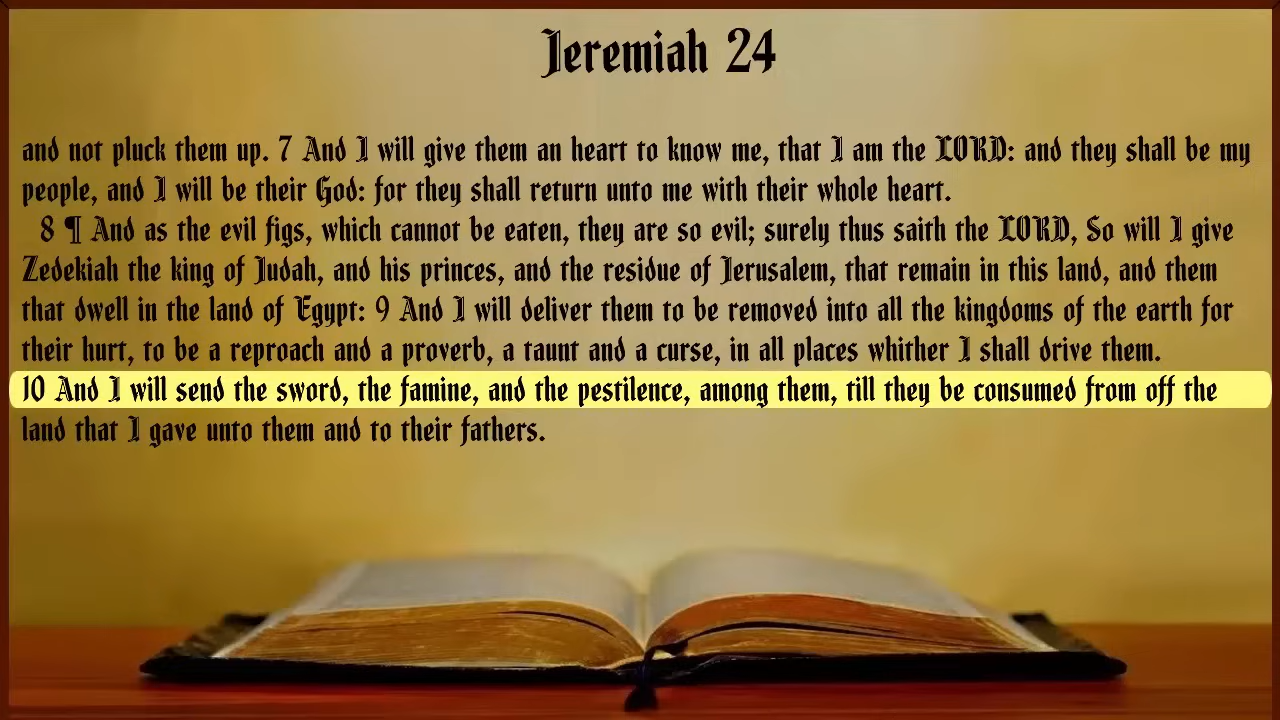 Jeremiah 24
and not pluck them up. 7 And I will give them an heart to know me, that I am the LORD: and they shall be my
people, and I will be their God: for they shall return unto me with their whole heart.
8 ¶ And as the evil figs, which cannot be eaten, they are so evil; surely thus saith the LORD, So will I give
Zedekiah the king of Judah, and his princes, and the residue of Jerusalem, that remain in this land, and them
that dwell in the land of Egypt: 9 And I will deliver them to be removed into all the kingdoms of the earth for
their hurt, to be a reproach and a proverb, a taunt and a curse, in all places whither I shall drive them.
10 And I will send the sword, the famine, and the pestilence, among them, till they be consumed from off the
land that I gave unto them and to their fathers.